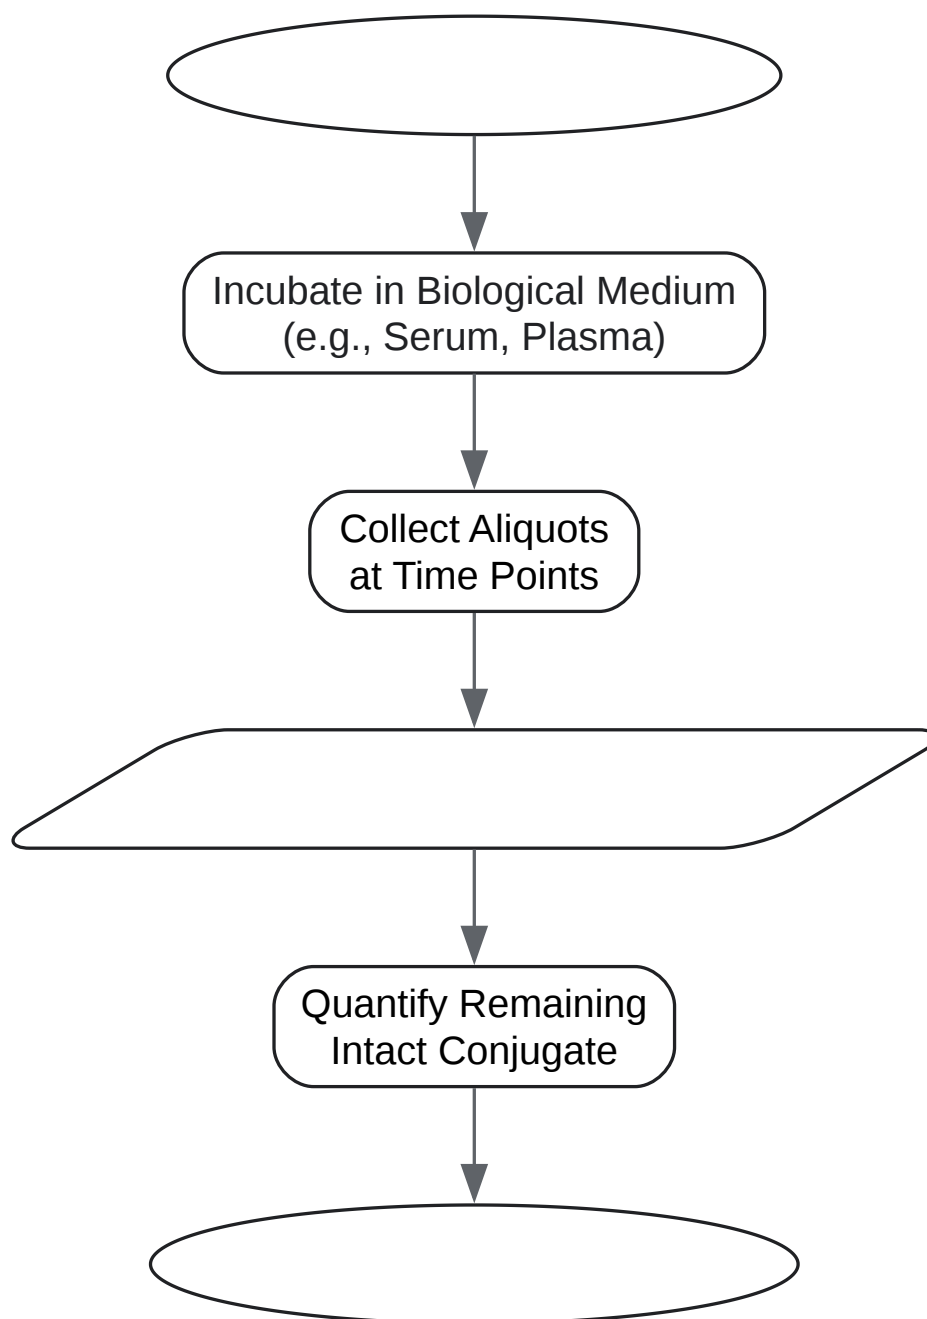 Incubate in Biological Medium
(e.g., Serum, Plasma)
Collect Aliquots
at Time Points
Quantify Remaining
Intact Conjugate